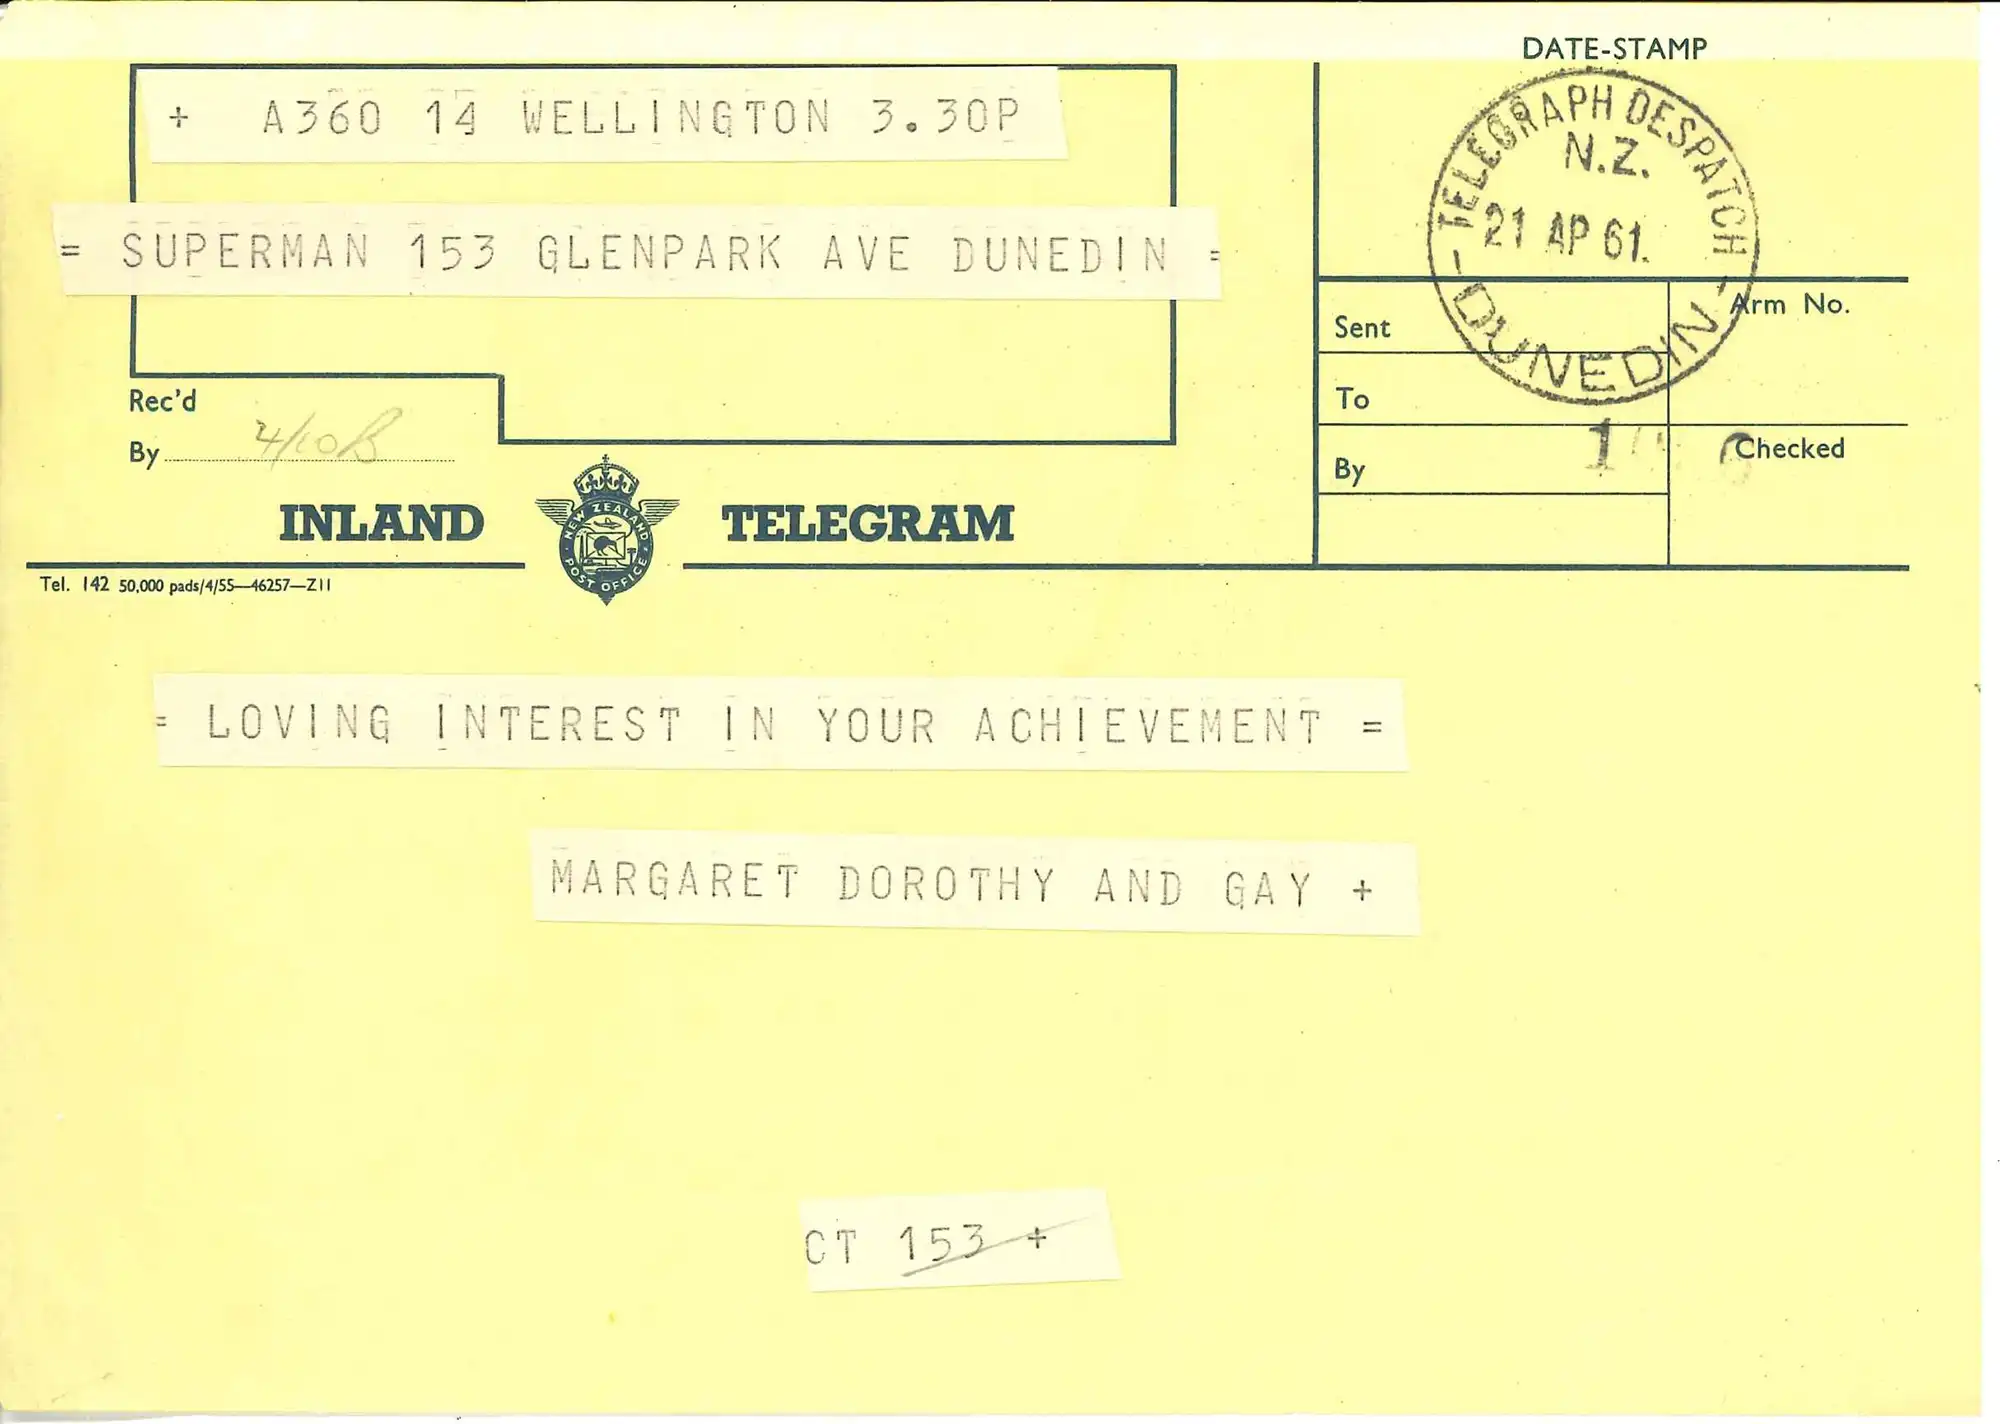 DATE-STAMP
+ A360 14 WELLINGTON 3.30P
= SUPERMAN 153 GLENPARK AVE DUNEDIN =
TELEGRAPH DESPATCH
N.Z.
21 AP 61.
DUNEDIN
Sent
Arm No.
To
By
Checked
Rec'd
By
4/10
INLAND TELEGRAM
NEW ZEALAND
POST OFFICE
Tel. 142 50,000 pads/4/55—46257—Z11
= LOVING INTEREST IN YOUR ACHIEVEMENT =
MARGARET DOROTHY AND GAY +
CT 153 +